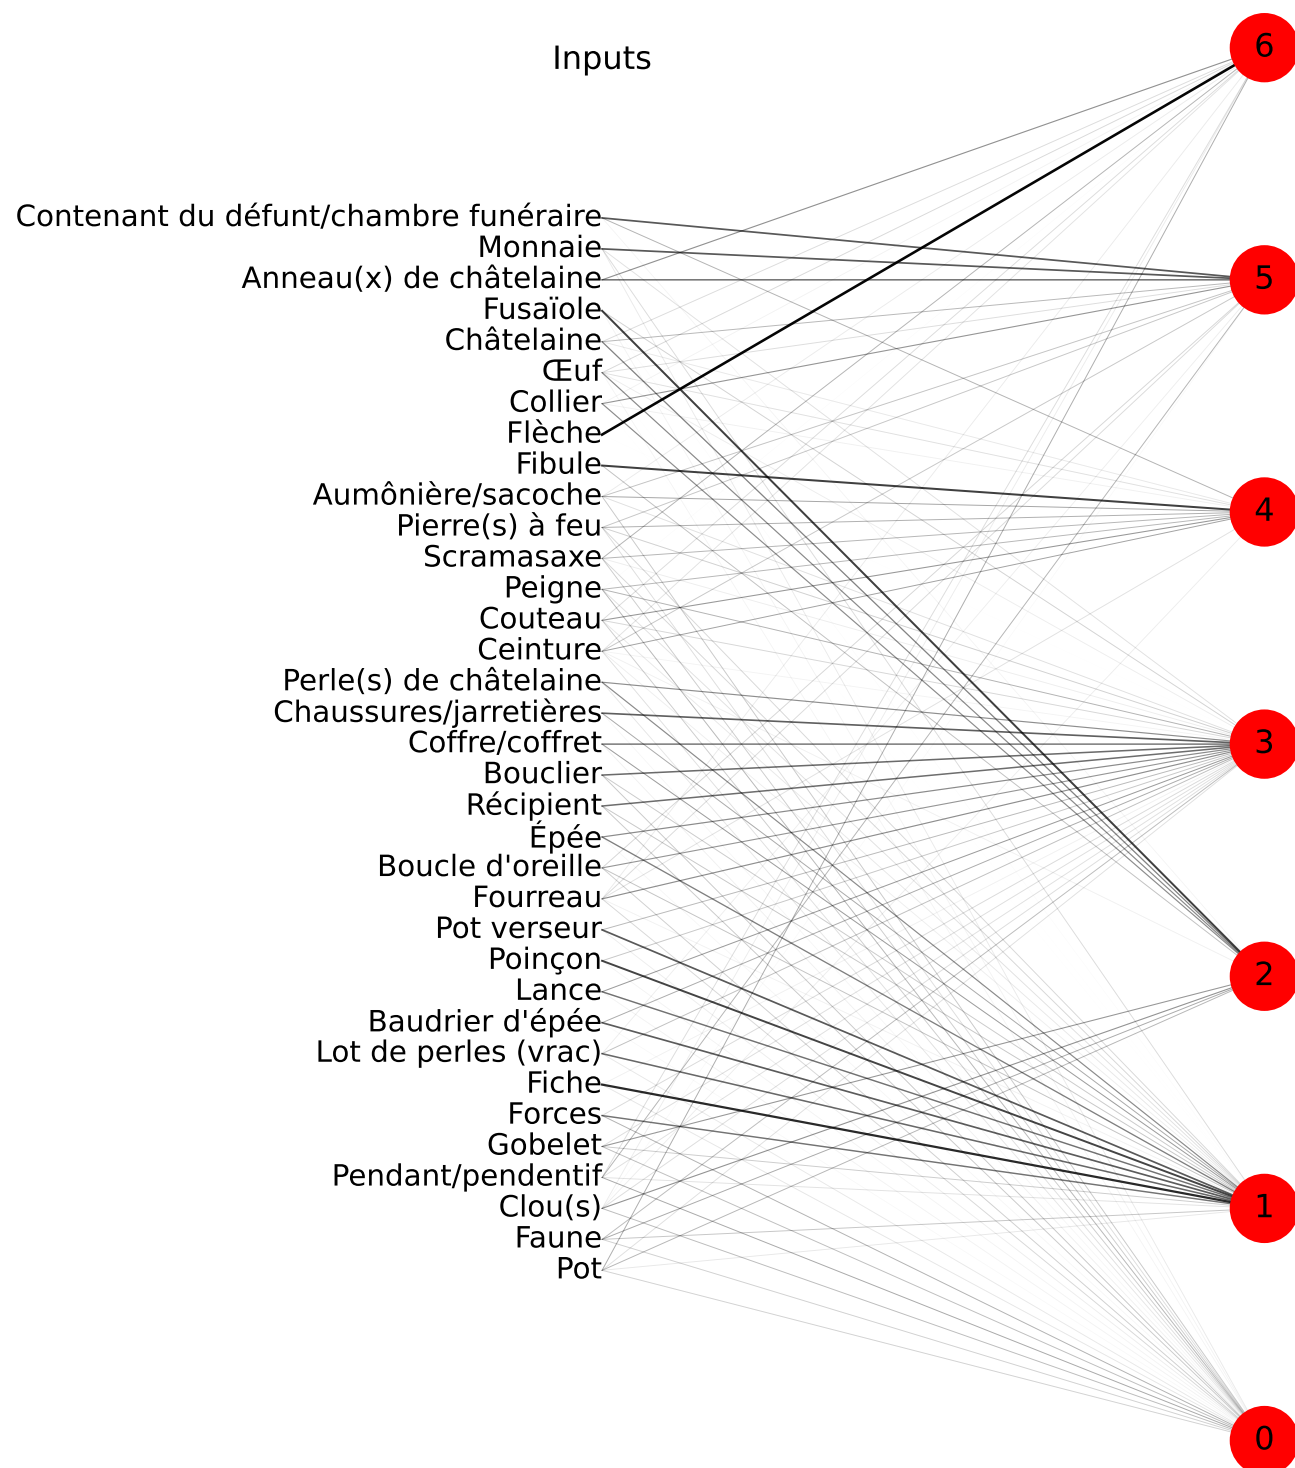 Inputs
Contenant du défunt/chambre funéraire
Monnaie
Anneau(x) de châtelaine
Fusaïole
Châtelaine
Œuf
Collier
Flèche
Fibule
Aumônière/sacoche
Pierre(s) à feu
Scramasaxe
Peigne
Couteau
Ceinture
Perle(s) de châtelaine
Chaussures/jarretières
Coffre/coffret
Bouclier
Récipient
Épée
Boucle d'oreille
Fourreau
Pot verseur
Poinçon
Lance
Baudrier d'épée
Lot de perles (vrac)
Fiche
Forces
Gobelet
Pendant/pendentif
Clou(s)
Faune
Pot
6
5
4
3
2
1
0